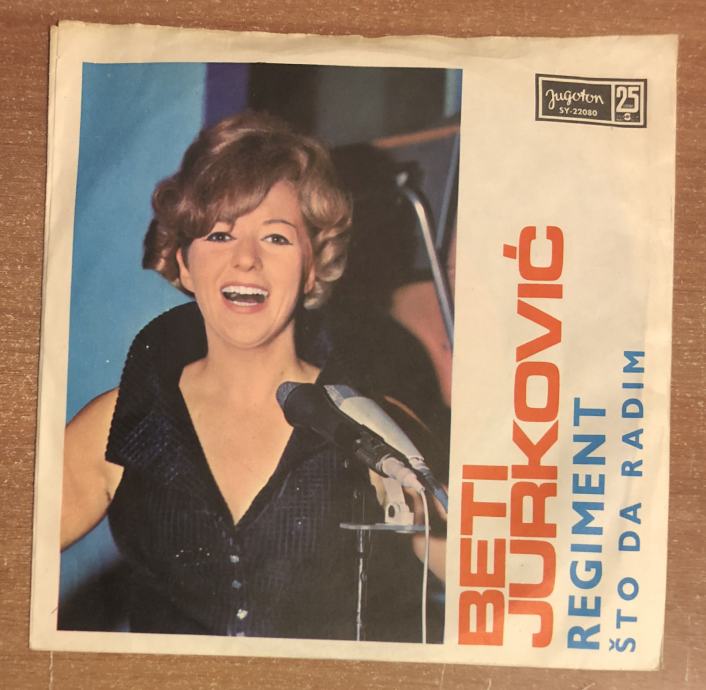 Jugoton
SY-22080
25
BETI
JURKOVIĆ
REGIMENT
ŠTO DA RADIM